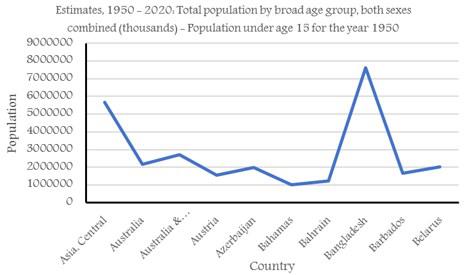 Estimates, 1950 - 2020: Total population by broad age group, both sexes
combined (thousands) - Population under age 15 for the year 1950
9000000
8000000
7000000
6000000
5000000
4000000
3000000
2000000
1000000
0
Population
Asia, Central
Australia
Australia &...
Austria
Azerbaijan
Bahamas
Bahrain
Bangladesh
Barbados
Belarus
Country